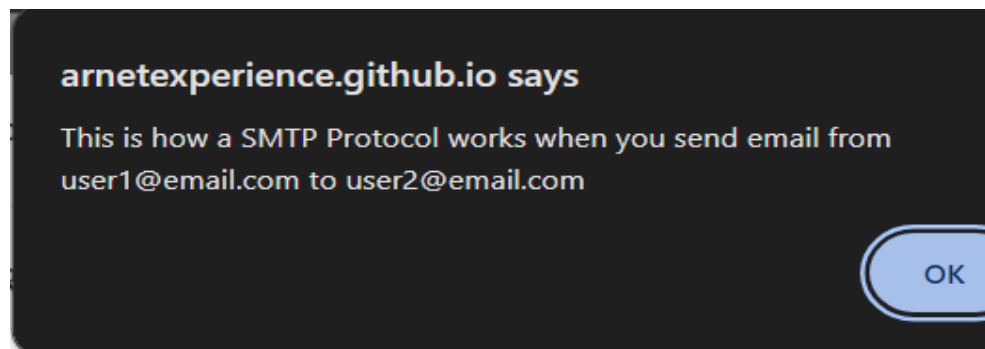 arnetexperience.github.io says
This is how a SMTP Protocol works when you send email from
user1@email.com to user2@email.com
OK